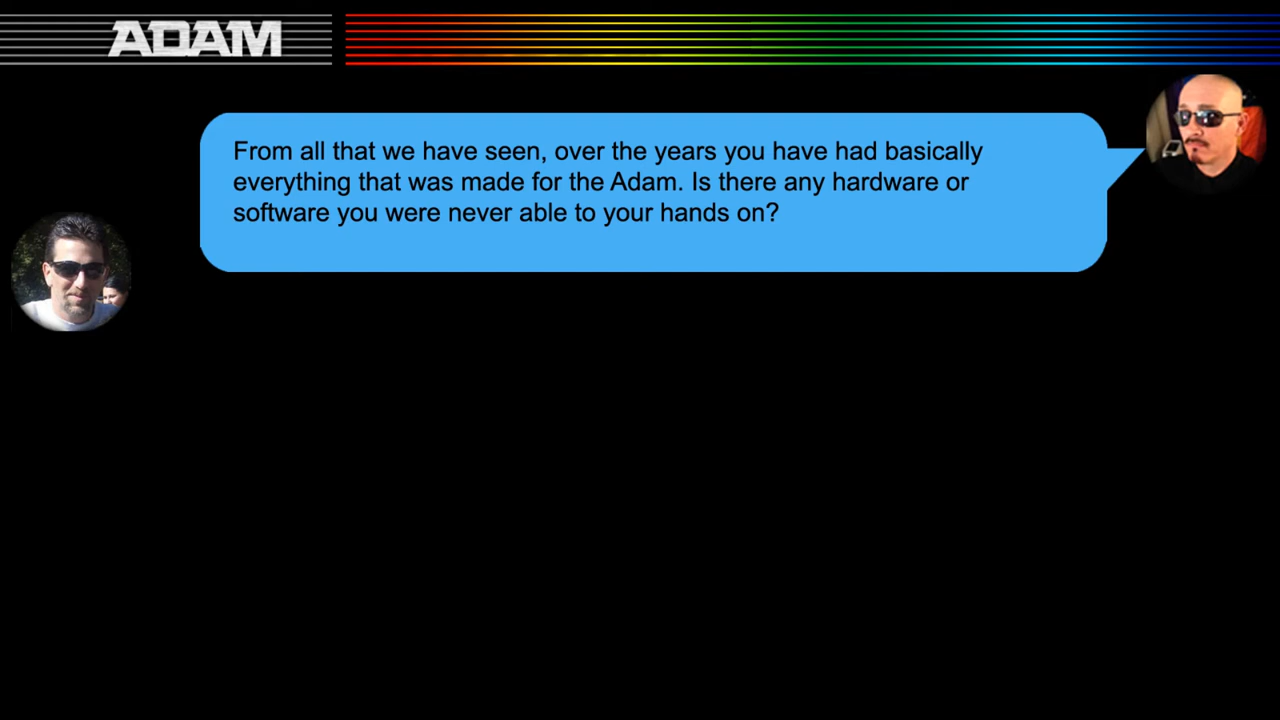 ADAM
From all that we have seen, over the years you have had basically
everything that was made for the Adam. Is there any hardware or
software you were never able to your hands on?